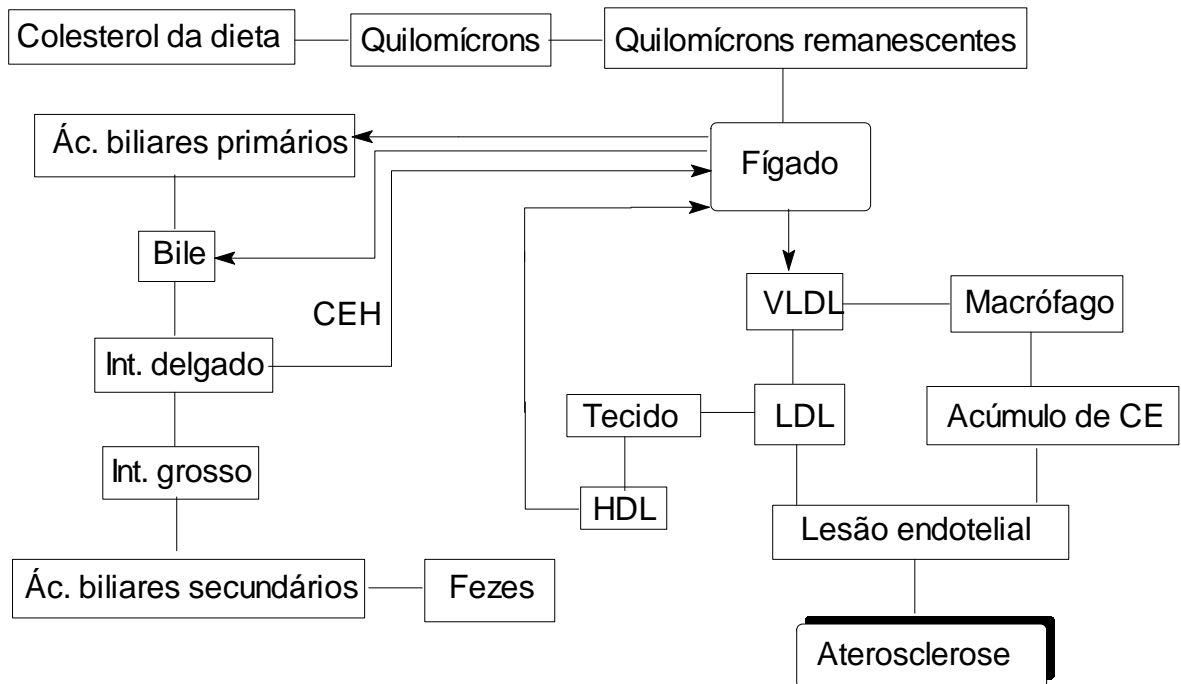 Colesterol da dieta
Quilomícrons
Quilomícrons remanescentes
Ác. biliares primários
Fígado
Bile
CEH
VLDL
Macrófago
Int. delgado
Tecido
LDL
Acúmulo de CE
Int. grosso
HDL
Lesão endotelial
Ác. biliares secundários
Fezes
Aterosclerose